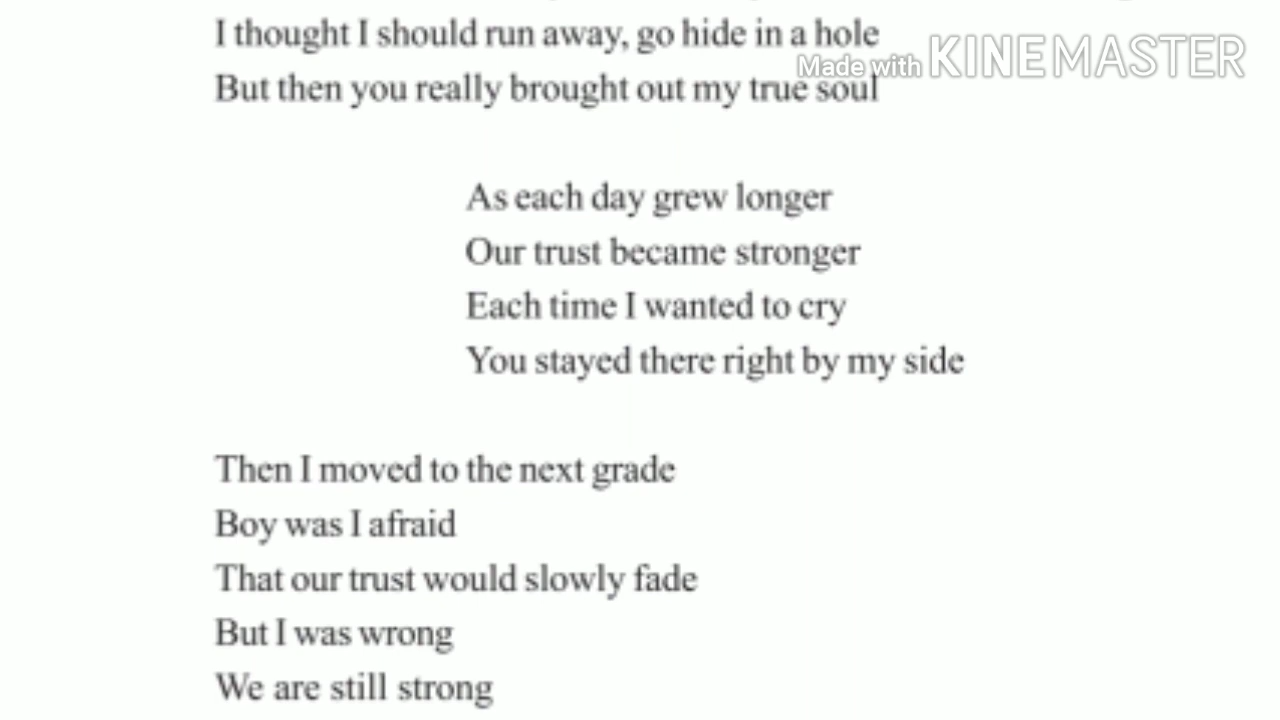 I thought I should run away, go hide in a hole
Made with KINEMASTER
But then you really brought out my true soul
As each day grew longer
Our trust became stronger
Each time I wanted to cry
You stayed there right by my side
Then I moved to the next grade
Boy was I afraid
That our trust would slowly fade
But I was wrong
We are still strong